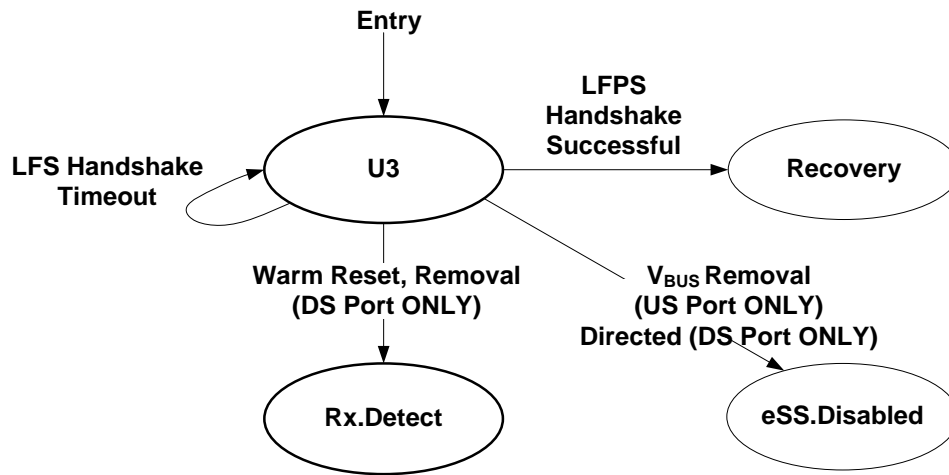 Entry
LFPS
Handshake
Successful
LFS Handshake
Timeout
U3
Recovery
Warm Reset, Removal
(DS Port ONLY)
VBUS Removal
(US Port ONLY)
Directed (DS Port ONLY)
Rx.Detect
eSS.Disabled